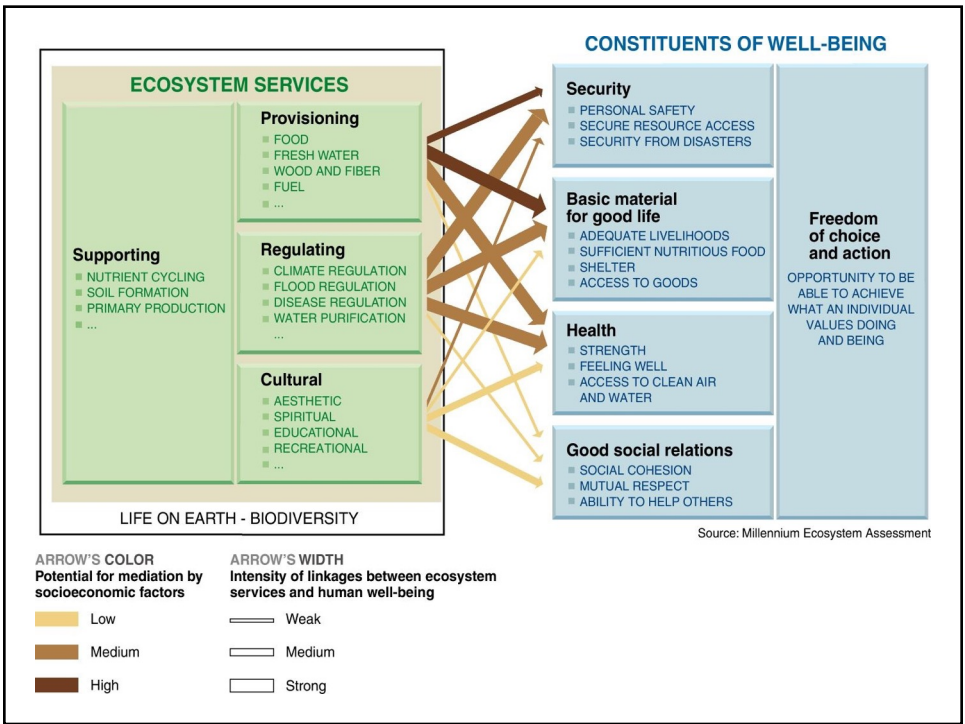 ECOSYSTEM SERVICES
Supporting
■ NUTRIENT CYCLING
■ SOIL FORMATION
■ PRIMARY PRODUCTION
■ ...
Provisioning
■ FOOD
■ FRESH WATER
■ WOOD AND FIBER
■ FUEL
■ ...
Regulating
■ CLIMATE REGULATION
■ FLOOD REGULATION
■ DISEASE REGULATION
■ WATER PURIFICATION
...
Cultural
■ AESTHETIC
■ SPIRITUAL
■ EDUCATIONAL
■ RECREATIONAL
■ ...
LIFE ON EARTH - BIODIVERSITY
CONSTITUENTS OF WELL-BEING
Security
■ PERSONAL SAFETY
■ SECURE RESOURCE ACCESS
■ SECURITY FROM DISASTERS
Basic material
for good life
■ ADEQUATE LIVELIHOODS
■ SUFFICIENT NUTRITIOUS FOOD
■ SHELTER
■ ACCESS TO GOODS
Health
■ STRENGTH
■ FEELING WELL
■ ACCESS TO CLEAN AIR
AND WATER
Good social relations
■ SOCIAL COHESION
■ MUTUAL RESPECT
■ ABILITY TO HELP OTHERS
Freedom
of choice
and action
OPPORTUNITY TO BE
ABLE TO ACHIEVE
WHAT AN INDIVIDUAL
VALUES DOING
AND BEING
Source: Millennium Ecosystem Assessment
ARROW'S COLOR
Potential for mediation by
socioeconomic factors
Low
Medium
High
ARROW'S WIDTH
Intensity of linkages between ecosystem
services and human well-being
Weak
Medium
Strong